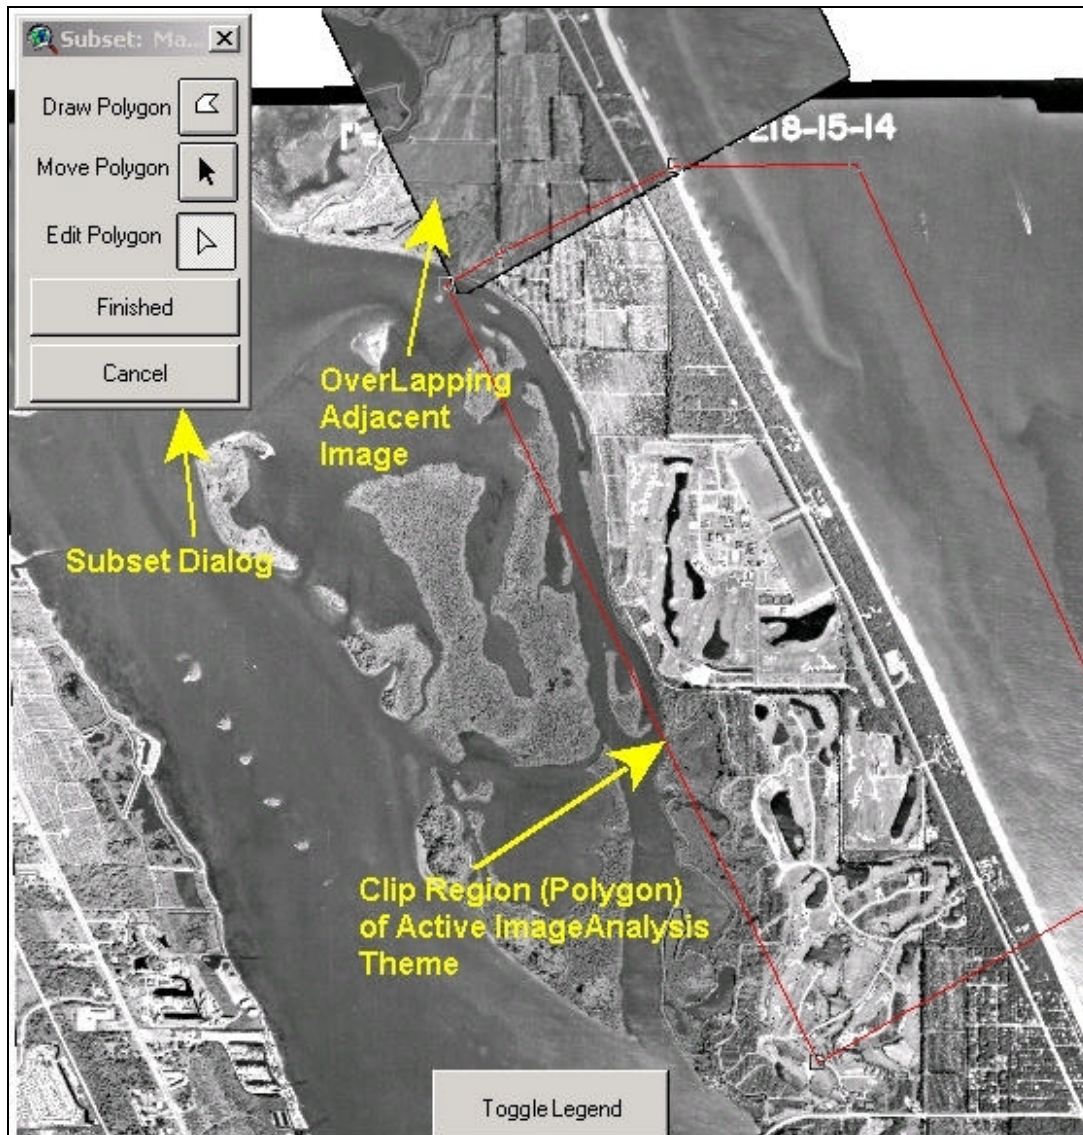 Subset: Ma...
Draw Polygon
Move Polygon
Edit Polygon
Finished
Cancel
218-15-14
OverLapping
Adjacent
Image
Subset Dialog
Clip Region (Polygon)
of Active ImageAnalysis
Theme
Toggle Legend